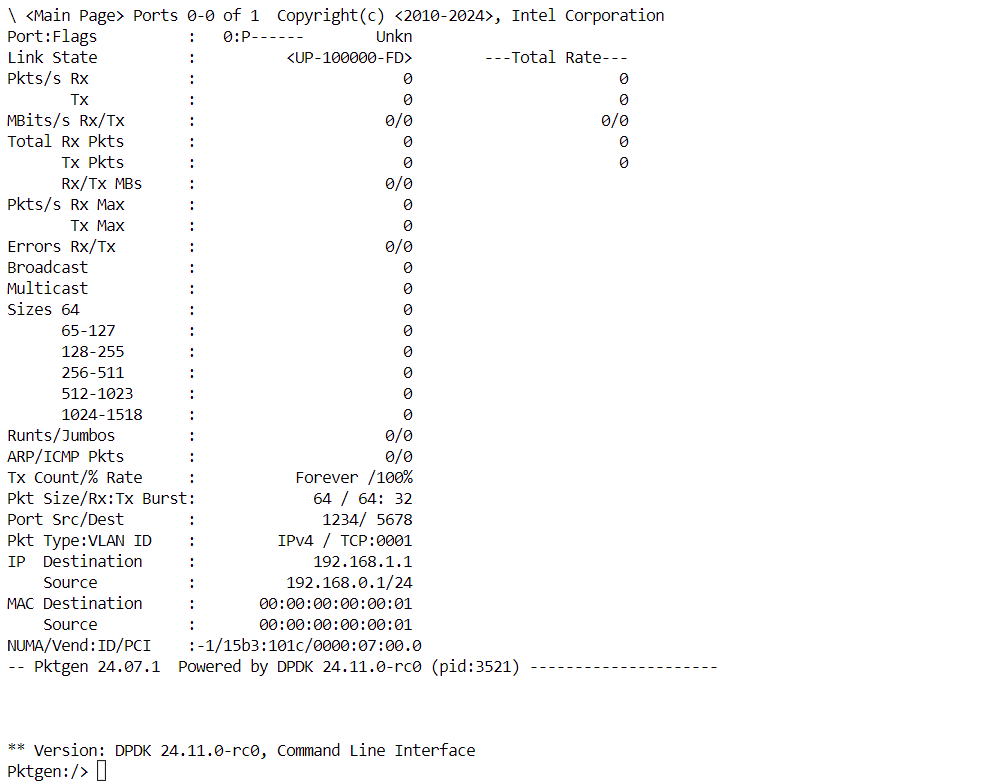 \ <Main Page> Ports 0-0 of 1  Copyright(c) <2010-2024>, Intel Corporation
Port:Flags          :   0:P------        Unkn
Link State          :          <UP-100000-FD>        ---Total Rate---
Pkts/s Rx           :                       0                       0
       Tx           :                       0                       0
MBits/s Rx/Tx       :                     0/0                     0/0
Total Rx Pkts       :                       0                       0
      Tx Pkts       :                       0                       0
      Rx/Tx MBs     :                     0/0
Pkts/s Rx Max       :                       0
       Tx Max       :                       0
Errors Rx/Tx        :                     0/0
Broadcast           :                       0
Multicast           :                       0
Sizes 64            :                       0
      65-127        :                       0
      128-255       :                       0
      256-511       :                       0
      512-1023      :                       0
      1024-1518     :                       0
Runts/Jumbos        :                     0/0
ARP/ICMP Pkts       :                     0/0
Tx Count/% Rate     :           Forever /100%
Pkt Size/Rx:Tx Burst:             64 / 64: 32
Port Src/Dest       :              1234/ 5678
Pkt Type:VLAN ID    :         IPv4 / TCP:0001
IP  Destination     :             192.168.1.1
    Source          :          192.168.0.1/24
MAC Destination     :       00:00:00:00:00:01
    Source          :       00:00:00:00:00:01
NUMA/Vend:ID/PCI    :-1/15b3:101c/0000:07:00.0
-- Pktgen 24.07.1  Powered by DPDK 24.11.0-rc0 (pid:3521) ---------------------
** Version: DPDK 24.11.0-rc0, Command Line Interface
Pktgen:/>